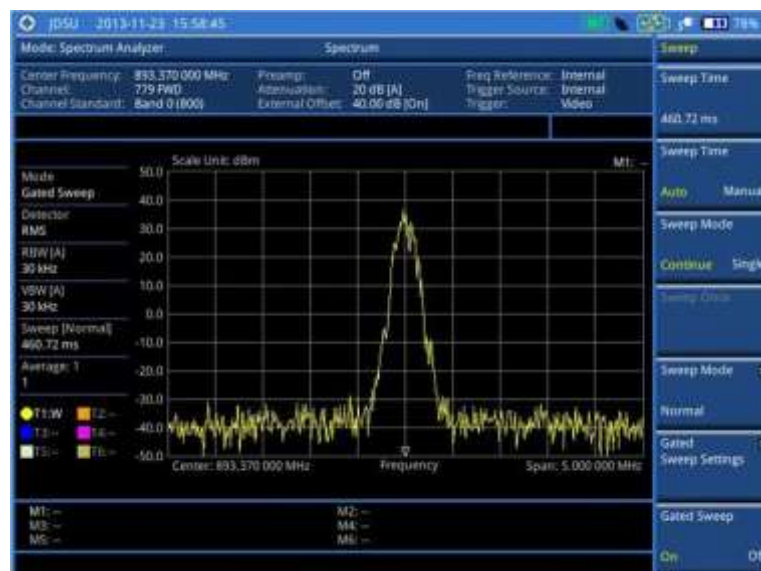 JDSU 2013-11-23 15:58:45 78%
Mode: Spectrum Analyzer Spectrum
Center Frequency: 893.370 000 MHz Preamp: Off Freq Reference: Internal
Channel: 779 FWD Attenuation: 20 dB [A] Trigger Source: Internal
Channel Standard: Band 0 (800) External Offset: 40.00 dB [On] Trigger: Video
Scale Unit: dBm M1: --
50.0
40.0
30.0
20.0
10.0
0.0
-10.0
-20.0
-30.0
-40.0
-50.0
Mode
Gated Sweep
Detector
RMS
RBW [A]
30 kHz
VBW [A]
30 kHz
Sweep [Normal]
460.72 ms
Average: 1
1
T1:W T2:--
T3:-- T4:--
T5:-- T6:--
Center: 893.370 000 MHz Frequency Span: 5.000 000 MHz
M1: -- M2: --
M3: -- M4: --
M5: -- M6: --
Sweep
Sweep Time
460.72 ms
Sweep Time
Auto Manua
Sweep Mode
Continue Single
Sweep Once
Sweep Mode
Normal
Gated
Sweep Settings
Gated Sweep
On Of